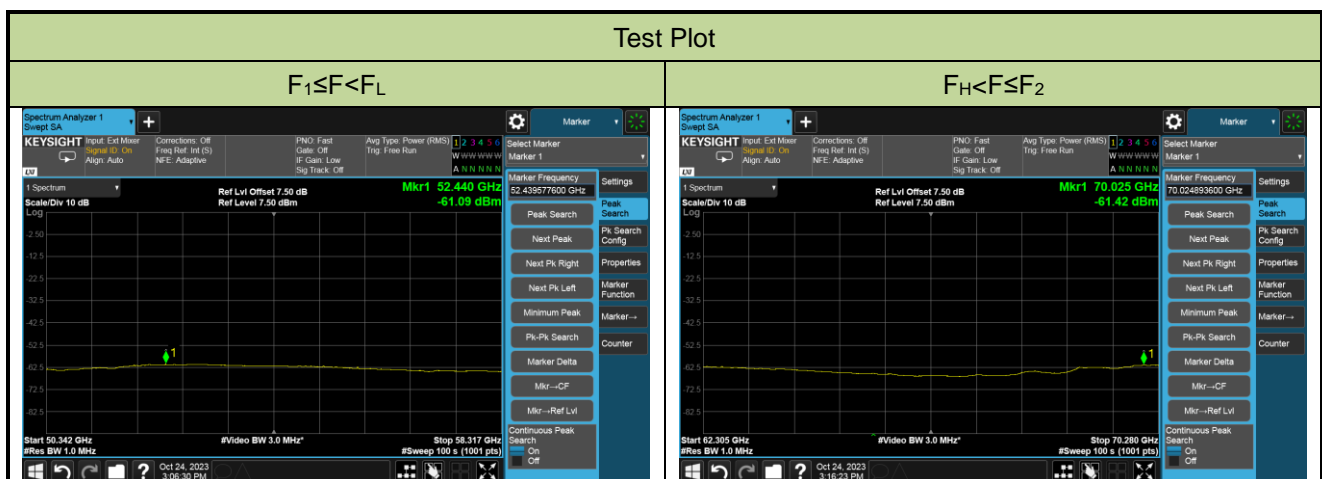 Test Plot
F1≤F<FL
FH<F≤F2
Spectrum Analyzer 1
Swept SA
+
Marker
KEYSIGHT
Input: Ext Mixer
Signal ID: On
Align: Auto
Corrections: Off
Freq Ref: Int (S)
NFE: Adaptive
PNO: Fast
Gate: Off
IF Gain: Low
Sig Track: Off
Avg Type: Power (RMS)
Trig: Free Run
1 2 3 4 5 6
W W W W W W
A N N N N N
LXI
Select Marker
Marker 1
1 Spectrum
Scale/Div 10 dB
Log
Ref Lvl Offset 7.50 dB
Ref Level 7.50 dBm
Mkr1 52.440 GHz
-61.09 dBm
Marker Frequency
52.439577600 GHz
Settings
Peak Search
Next Peak
Next Pk Right
Next Pk Left
Minimum Peak
Pk-Pk Search
Marker Delta
Mkr→CF
Mkr→Ref Lvl
Continuous Peak
Search
On
Off
Peak
Search
Pk Search
Config
Properties
Marker
Function
Marker→
Counter
-2.50
-12.5
-22.5
-32.5
-42.5
-52.5
-62.5
-72.5
-82.5
1
Start 50.342 GHz
#Res BW 1.0 MHz
#Video BW 3.0 MHz*
Stop 58.317 GHz
#Sweep 100 s (1001 pts)
?
Oct 24, 2023
3:06:30 PM
Spectrum Analyzer 1
Swept SA
+
Marker
KEYSIGHT
Input: Ext Mixer
Signal ID: On
Align: Auto
Corrections: Off
Freq Ref: Int (S)
NFE: Adaptive
PNO: Fast
Gate: Off
IF Gain: Low
Sig Track: Off
Avg Type: Power (RMS)
Trig: Free Run
1 2 3 4 5 6
W W W W W W
A N N N N N
LXI
Select Marker
Marker 1
1 Spectrum
Scale/Div 10 dB
Log
Ref Lvl Offset 7.50 dB
Ref Level 7.50 dBm
Mkr1 70.025 GHz
-61.42 dBm
Marker Frequency
70.024893600 GHz
Settings
Peak Search
Next Peak
Next Pk Right
Next Pk Left
Minimum Peak
Pk-Pk Search
Marker Delta
Mkr→CF
Mkr→Ref Lvl
Continuous Peak
Search
On
Off
Peak
Search
Pk Search
Config
Properties
Marker
Function
Marker→
Counter
-2.50
-12.5
-22.5
-32.5
-42.5
-52.5
-62.5
-72.5
-82.5
1
Start 62.305 GHz
#Res BW 1.0 MHz
#Video BW 3.0 MHz*
Stop 70.280 GHz
#Sweep 100 s (1001 pts)
?
Oct 24, 2023
3:16:23 PM